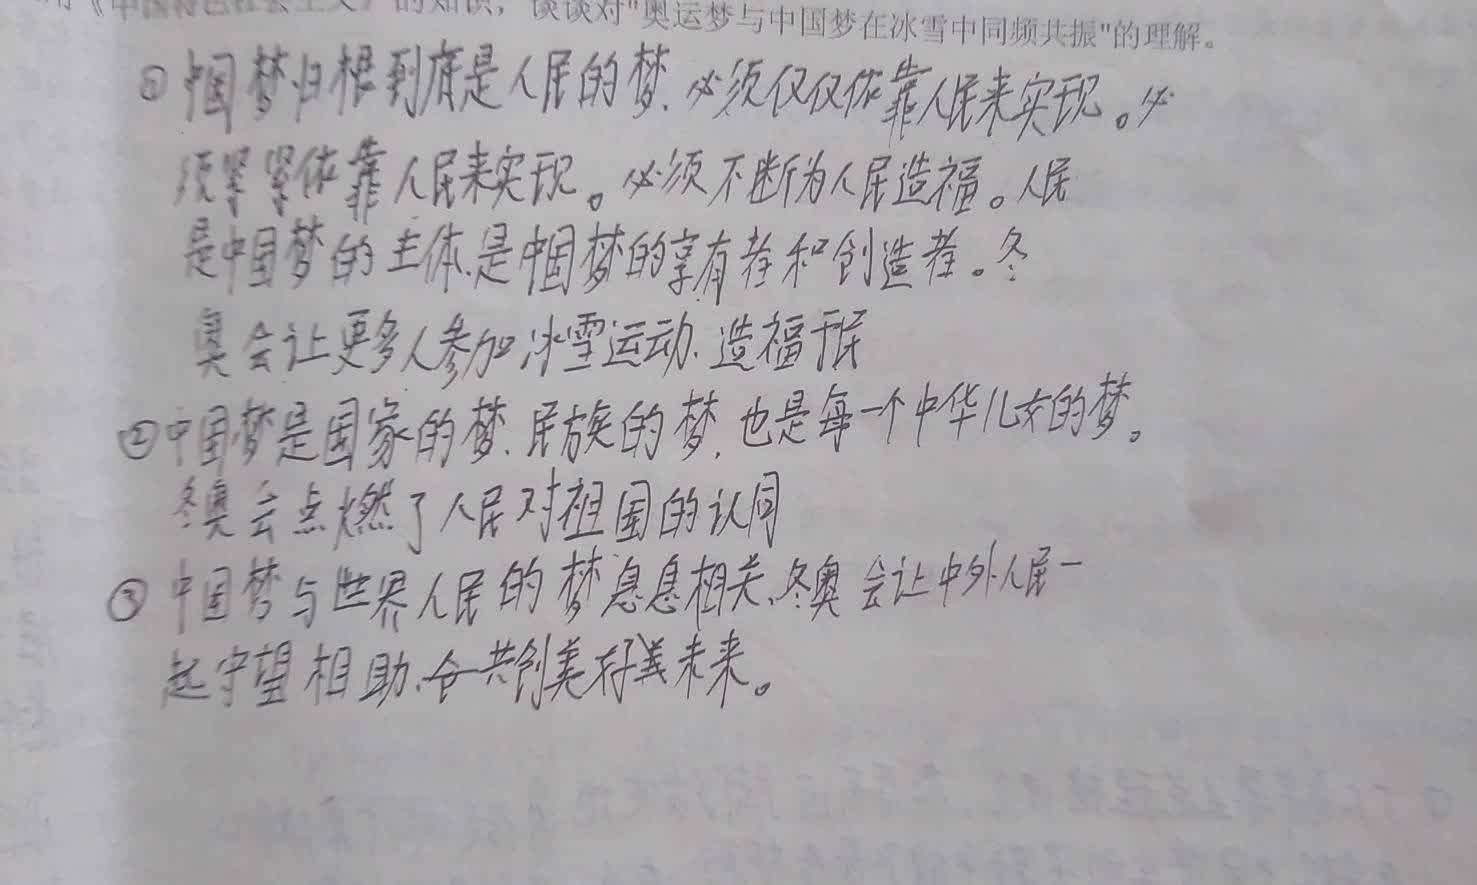 《中国特色社会主义》的知识，谈谈对"奥运梦与中国梦在冰雪中同频共振"的理解。
①中国梦归根到底是人民的梦.必须仅仅依靠人民来实现。必
须紧紧依靠人民来实现。必须不断为人民造福。人民
是中国梦的主体.是中国梦的享有者和创造者。冬
奥会让更多人参加冰雪运动.造福于民
②中国梦是国家的梦.民族的梦,也是每一个中华儿女的梦。
冬奥会点燃了人民对祖国的认同
③中国梦与世界人民的梦息息相关、冬奥会让中外人民一
起守望相助、共创美好未来。